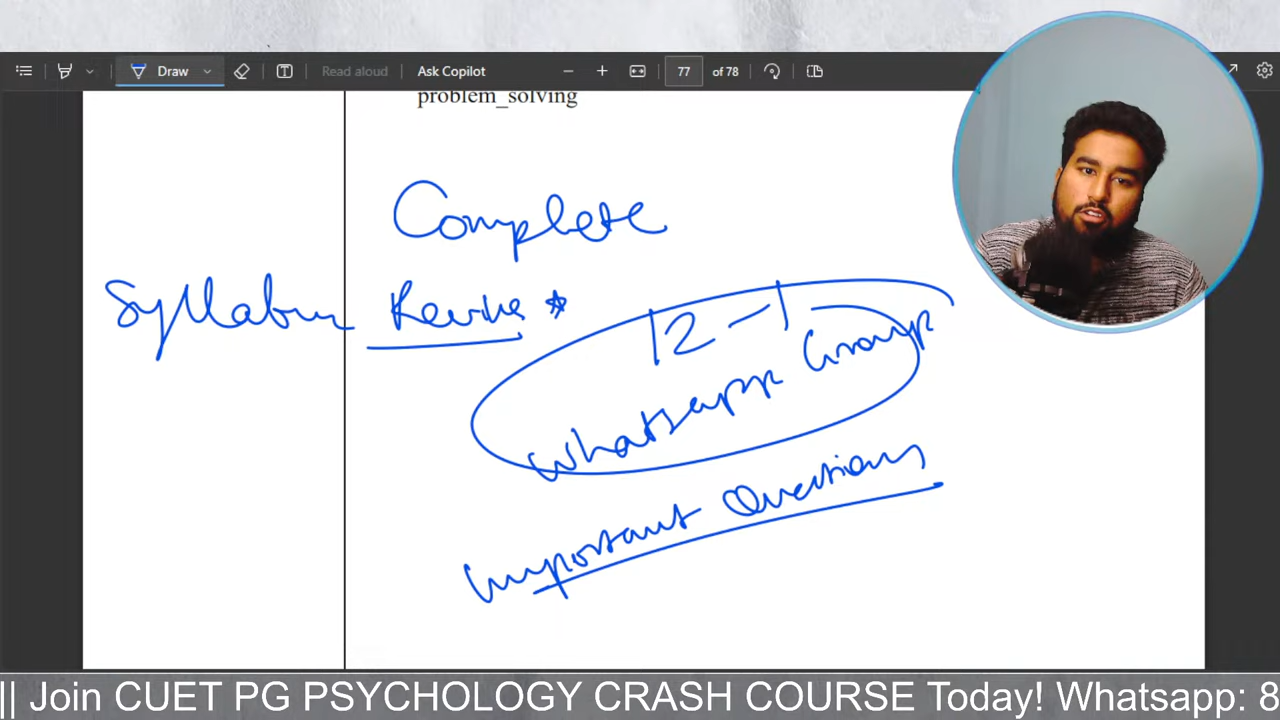 Draw
Read aloud
Ask Copilot
77 of 78
problem_solving
Complete
Syllabus Revise
12-1
Whatsapp Group
Important Questions
|| Join CUET PG PSYCHOLOGY CRASH COURSE Today! Whatsapp: 8